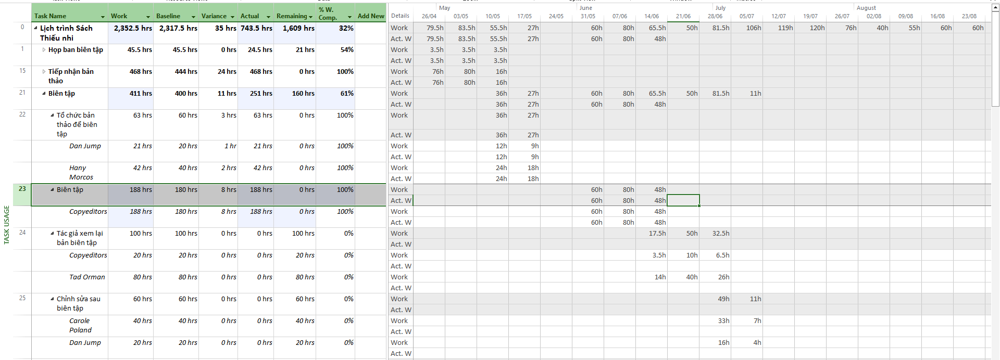 May June July August
Task Name Work Baseline Variance Actual Remaining % W. Comp. Add New Details 26/04 03/05 10/05 17/05 24/05 31/05 07/06 14/06 21/06 28/06 05/07 12/07 19/07 26/07 02/08 09/08 16/08 23/08
0 Lịch trình Sách Thiếu nhi 2,352.5 hrs 2,317.5 hrs 35 hrs 743.5 hrs 1,609 hrs 32% Work 79.5h 83.5h 55.5h 27h 60h 80h 65.5h 50h 81.5h 106h 119h 120h 76h 40h 55h 60h 60h
Act. W 79.5h 83.5h 55.5h 27h 60h 80h 48h
1 Họp ban biên tập 45.5 hrs 45.5 hrs 0 hrs 24.5 hrs 21 hrs 54% Work 3.5h 3.5h 3.5h
Act. W 3.5h 3.5h 3.5h
15 Tiếp nhận bản thảo 468 hrs 444 hrs 24 hrs 468 hrs 0 hrs 100% Work 76h 80h 16h
Act. W 76h 80h 16h
21 Biên tập 411 hrs 400 hrs 11 hrs 251 hrs 160 hrs 61% Work 36h 27h 60h 80h 65.5h 50h 81.5h 11h
Act. W 36h 27h 60h 80h 48h
22 Tổ chức bản thảo để biên tập 63 hrs 60 hrs 3 hrs 63 hrs 0 hrs 100% Work 36h 27h
Act. W 36h 27h
Dan Jump 21 hrs 20 hrs 1 hr 21 hrs 0 hrs 100% Work 12h 9h
Act. W 12h 9h
Hany Morcos 42 hrs 40 hrs 2 hrs 42 hrs 0 hrs 100% Work 24h 18h
Act. W 24h 18h
23 Biên tập 188 hrs 180 hrs 8 hrs 188 hrs 0 hrs 100% Work 60h 80h 48h
Act. W 60h 80h 48h
Copyeditors 188 hrs 180 hrs 8 hrs 188 hrs 0 hrs 100% Work 60h 80h 48h
Act. W 60h 80h 48h
24 Tác giả xem lại bản biên tập 100 hrs 100 hrs 0 hrs 0 hrs 100 hrs 0% Work 17.5h 50h 32.5h
Act. W
Copyeditors 20 hrs 20 hrs 0 hrs 0 hrs 20 hrs 0% Work 3.5h 10h 6.5h
Act. W
Tad Orman 80 hrs 80 hrs 0 hrs 0 hrs 80 hrs 0% Work 14h 40h 26h
Act. W
25 Chỉnh sửa sau biên tập 60 hrs 60 hrs 0 hrs 0 hrs 60 hrs 0% Work 49h 11h
Act. W
Carole Poland 40 hrs 40 hrs 0 hrs 0 hrs 40 hrs 0% Work 33h 7h
Act. W
Dan Jump 20 hrs 20 hrs 0 hrs 0 hrs 20 hrs 0% Work 16h 4h
Act. W
TASK USAGE